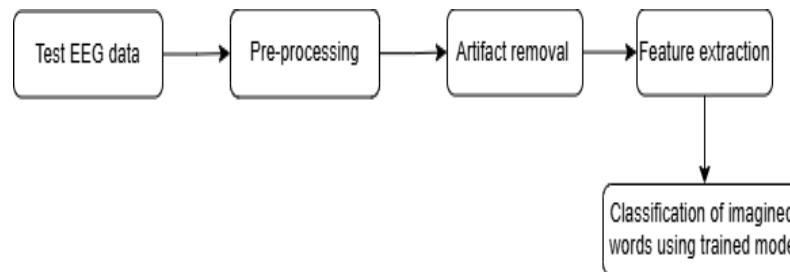 Test EEG data
Pre-processing
Artifact removal
Feature extraction
Classification of imagined
words using trained mode